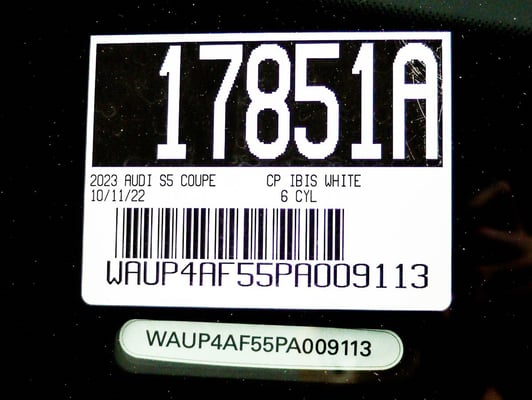 17851A
2023 AUDI S5 COUPE CP IBIS WHITE
10/11/22 6 CYL
WAUP4AF55PA009113
WAUP4AF55PA009113